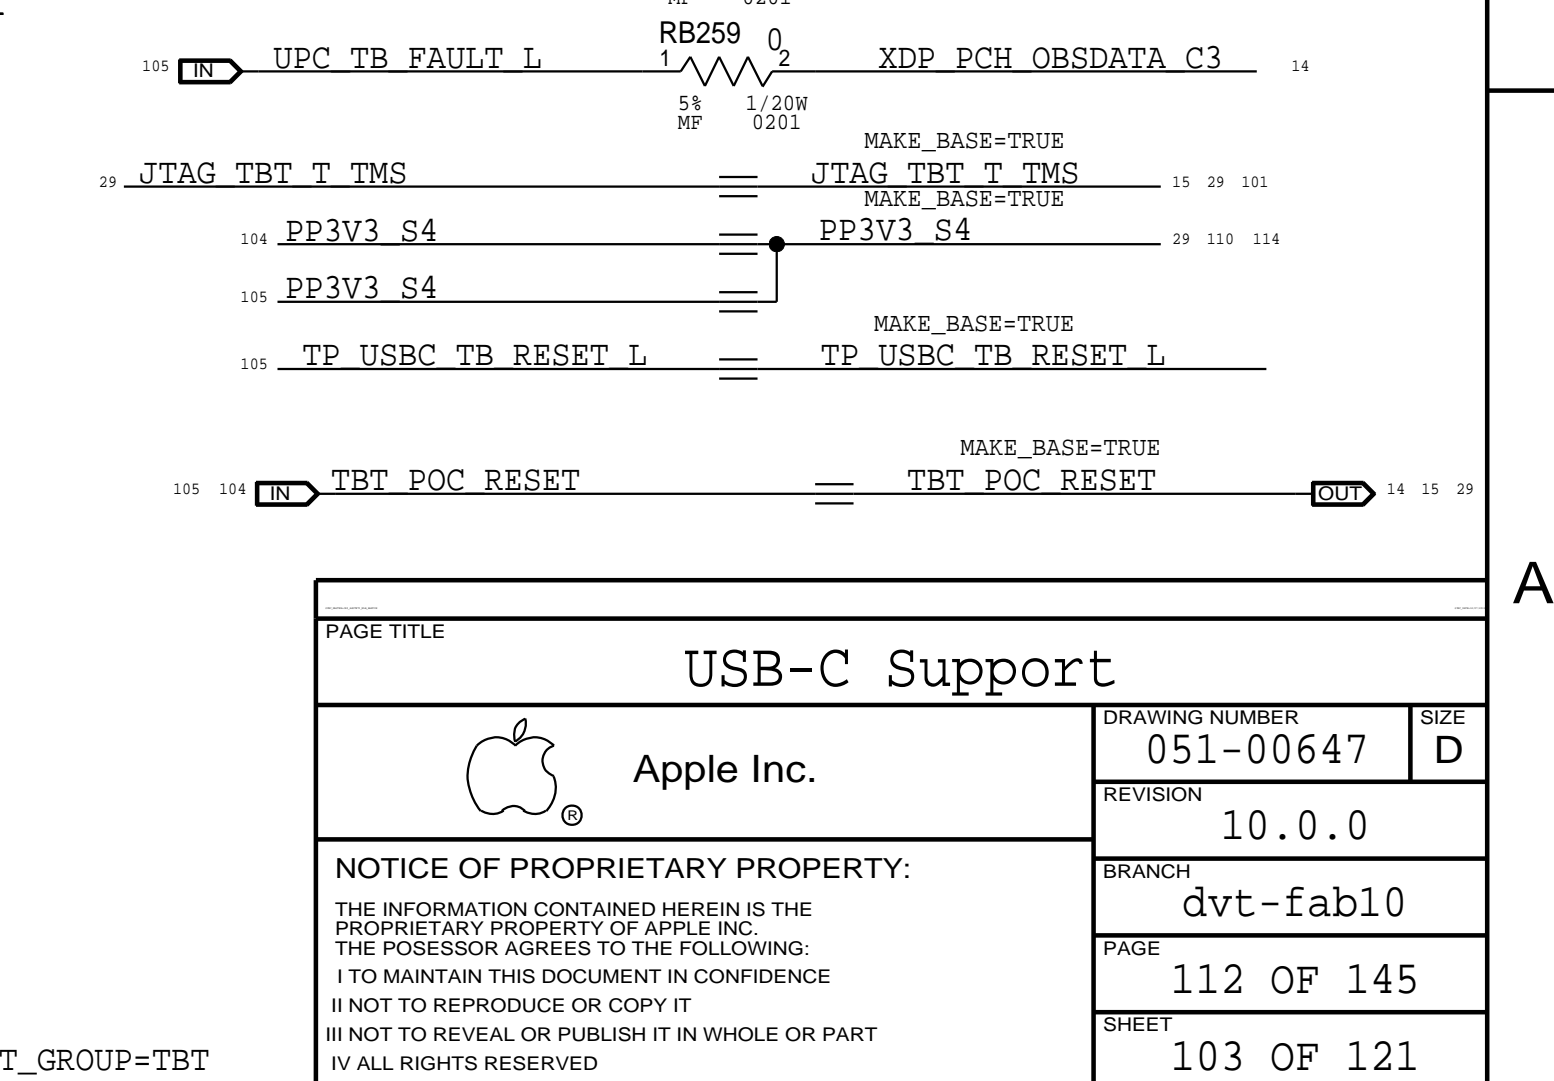 MF 0201
RB259 0
105 IN UPC_TB_FAULT_L 1 2 XDP_PCH_OBSDATA_C3 14
5% 1/20W
MF 0201
MAKE_BASE=TRUE
29 JTAG_TBT_T_TMS JTAG_TBT_T_TMS 15 29 101
MAKE_BASE=TRUE
104 PP3V3_S4 PP3V3_S4 29 110 114
105 PP3V3_S4
MAKE_BASE=TRUE
105 TP_USBC_TB_RESET_L TP_USBC_TB_RESET_L
MAKE_BASE=TRUE
105 104 IN TBT_POC_RESET TBT_POC_RESET OUT 14 15 29
A
PAGE TITLE
USB-C Support
Apple Inc.
®
DRAWING NUMBER
051-00647
SIZE
D
REVISION
10.0.0
BRANCH
dvt-fab10
PAGE
112 OF 145
SHEET
103 OF 121
NOTICE OF PROPRIETARY PROPERTY:
THE INFORMATION CONTAINED HEREIN IS THE
PROPRIETARY PROPERTY OF APPLE INC.
THE POSESSOR AGREES TO THE FOLLOWING:
I TO MAINTAIN THIS DOCUMENT IN CONFIDENCE
II NOT TO REPRODUCE OR COPY IT
III NOT TO REVEAL OR PUBLISH IT IN WHOLE OR PART
IV ALL RIGHTS RESERVED
T_GROUP=TBT